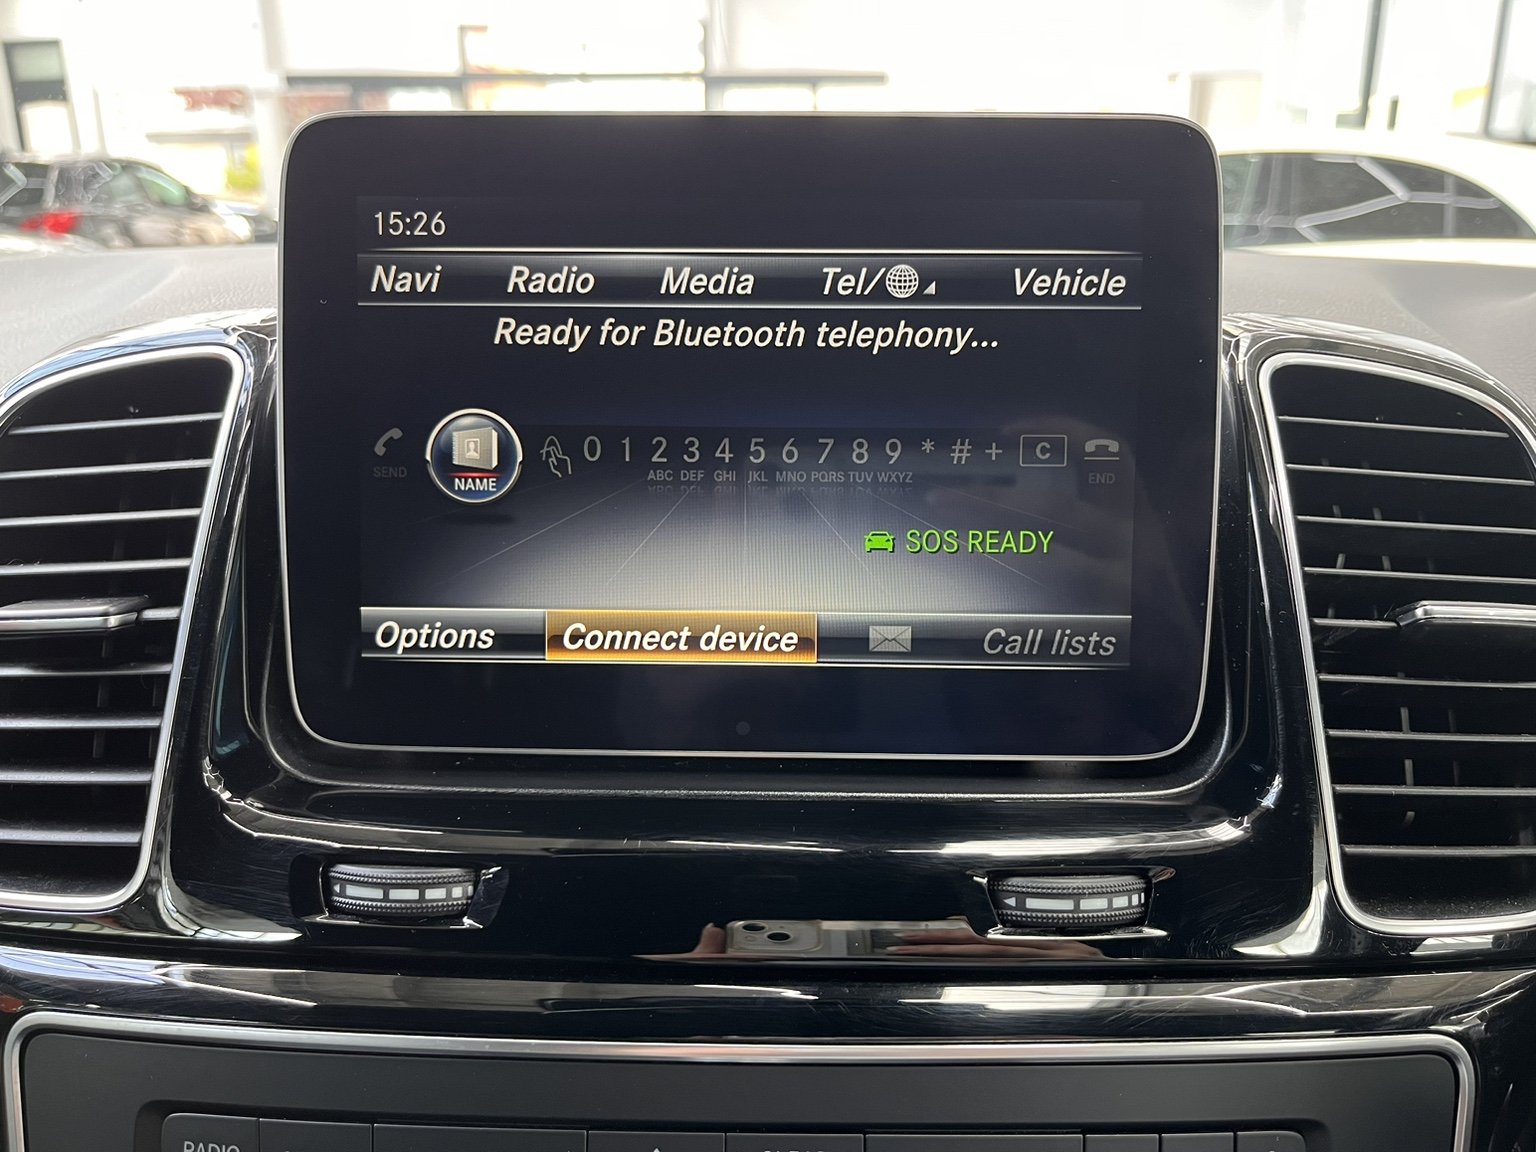 15:26
Navi Radio Media Tel/ Vehicle
Ready for Bluetooth telephony...
SEND NAME 0 1 2 3 4 5 6 7 8 9 * # + C END
ABC DEF GHI JKL MNO PQRS TUV WXYZ
SOS READY
Options Connect device Call lists
RADIO